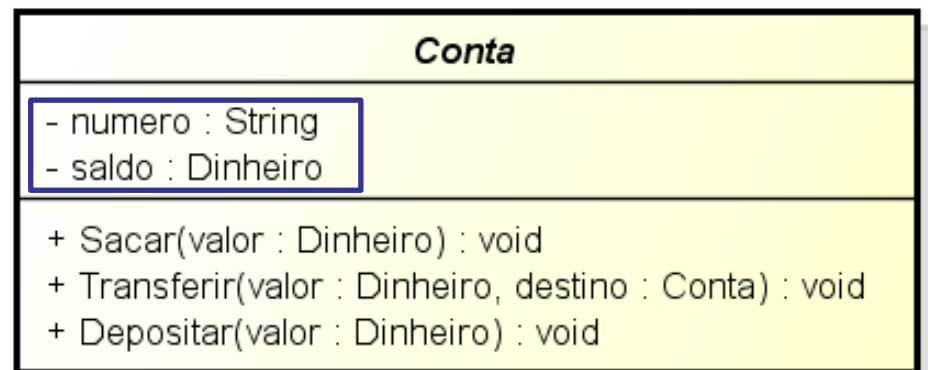 Conta
- numero : String
- saldo : Dinheiro
+ Sacar(valor : Dinheiro) : void
+ Transferir(valor : Dinheiro, destino : Conta) : void
+ Depositar(valor : Dinheiro) : void